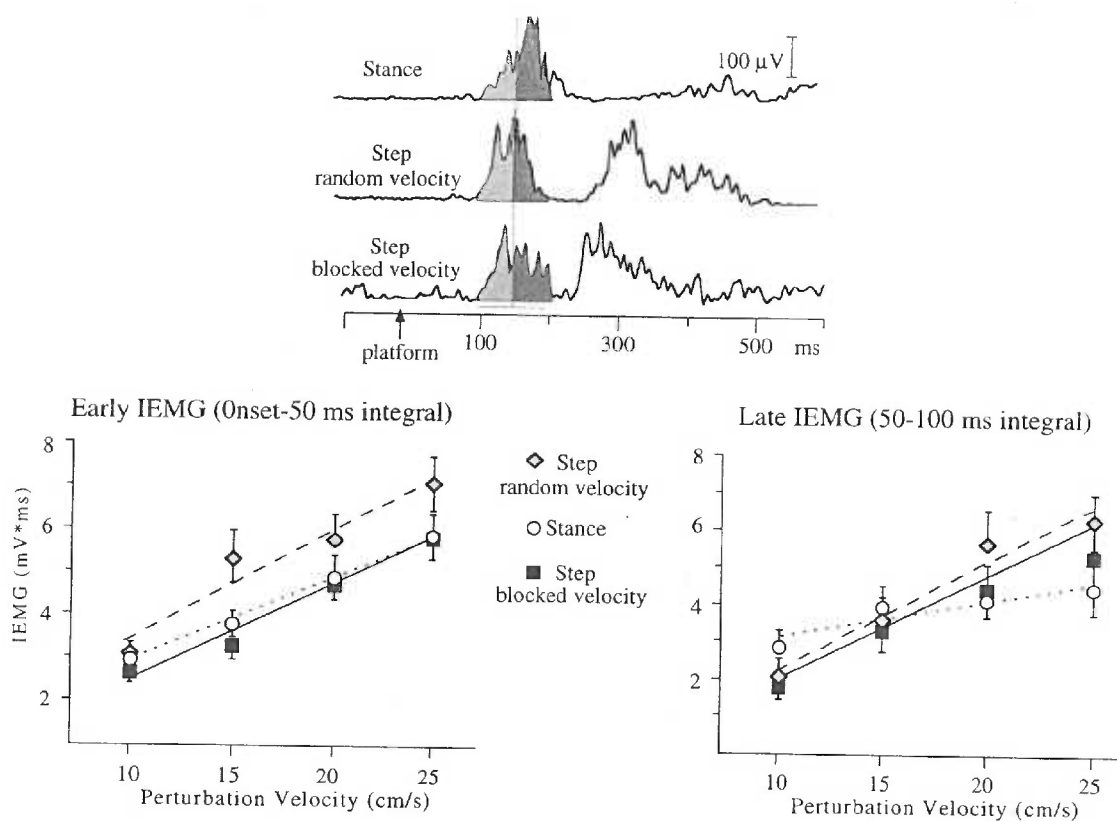 Stance
100 μV
Step
random velocity
Step
blocked velocity
100 300 500 ms
platform
Early IEMG (0nset-50 ms integral)
Late IEMG (50-100 ms integral)
8
6
4
2
IEMG (mV*ms)
10 15 20 25
Perturbation Velocity (cm/s)
Step
random velocity
Stance
Step
blocked velocity
8
6
4
2
10 15 20 25
Perturbation Velocity (cm/s)